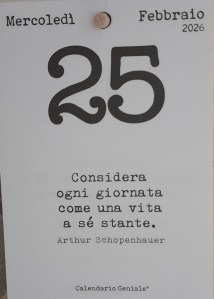 Mercoledì Febbraio
2026
25
Considera
ogni giornata
come una vita
a sé stante.
Arthur Schopenhauer
Calendario Geniale®